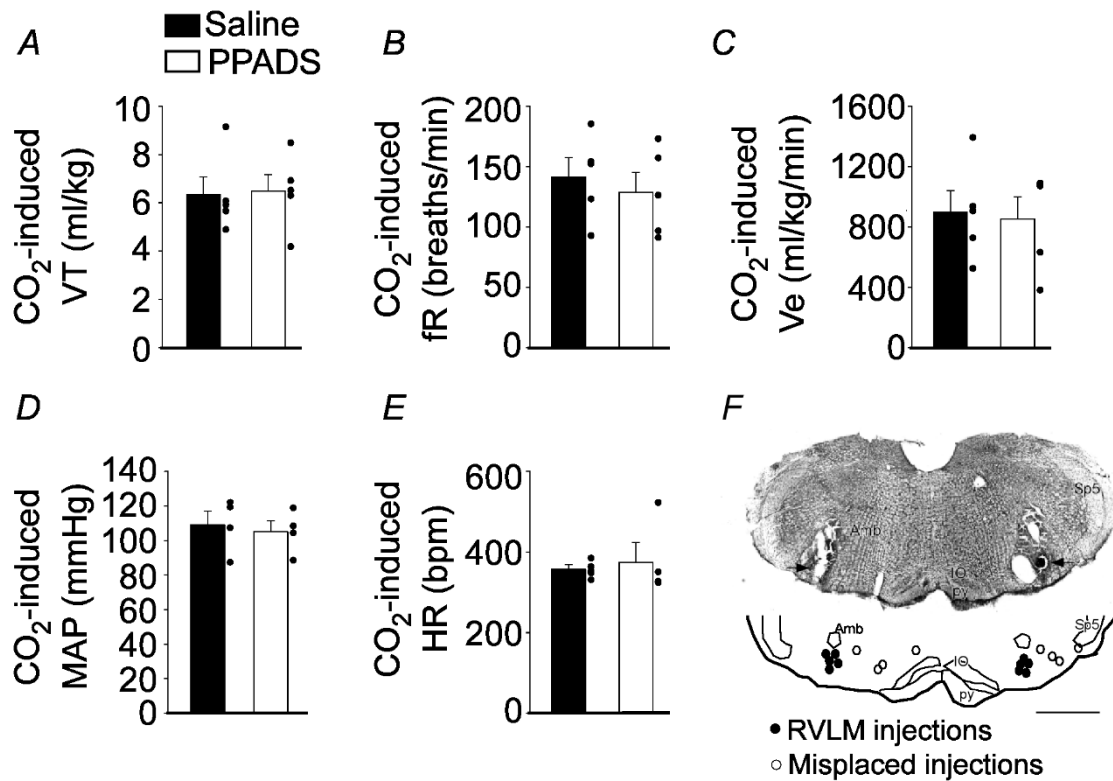 Saline
PPADS
A
B
C
CO2-induced
VT (ml/kg)
10
8
6
4
2
0
CO2-induced
fR (breaths/min)
200
150
100
50
0
CO2-induced
Ve (ml/kg/min)
1600
1200
800
400
0
D
E
F
CO2-induced
MAP (mmHg)
140
120
100
80
60
40
20
0
CO2-induced
HR (bpm)
600
400
200
0
Sp5
Amb
IO
py
Amb
Sp5
IO
py
RVLM injections
Misplaced injections